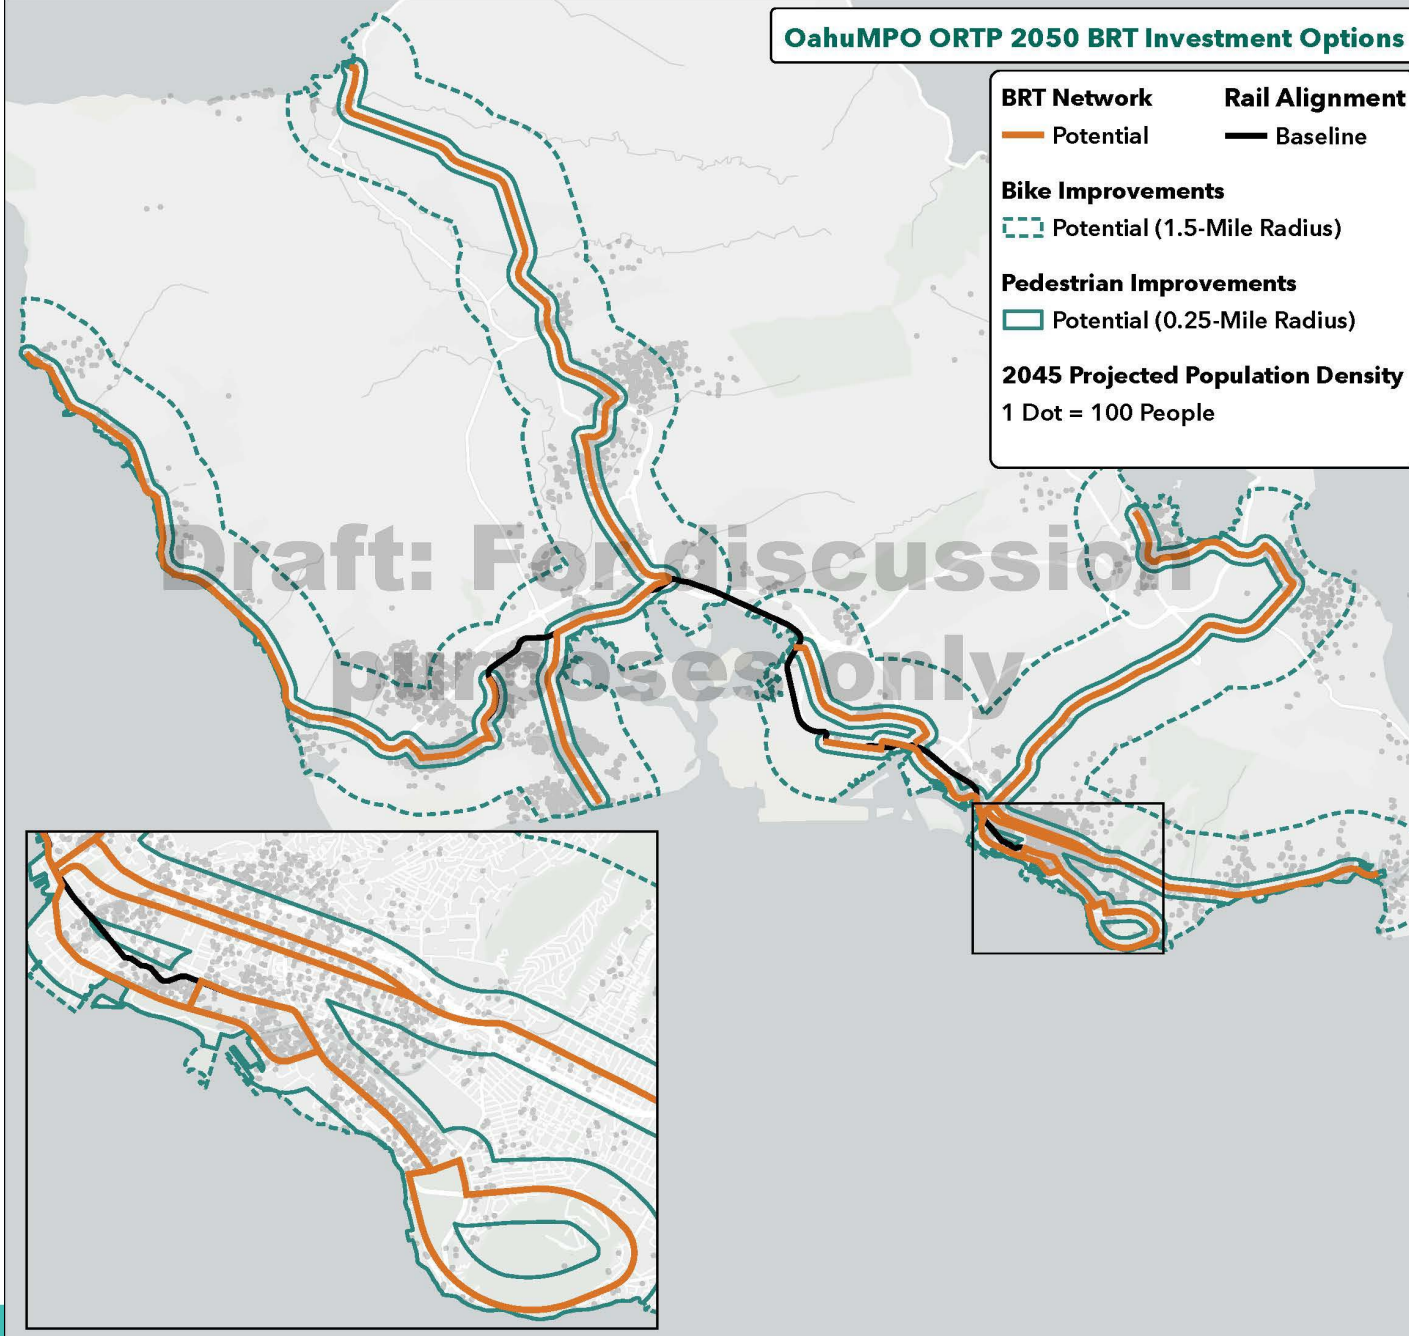 OahuMPO ORTP 2050 BRT Investment Options
BRT Network
Potential
Rail Alignment
Baseline
Bike Improvements
Potential (1.5-Mile Radius)
Pedestrian Improvements
Potential (0.25-Mile Radius)
2045 Projected Population Density
1 Dot = 100 People
Draft: For discussion
purposes only